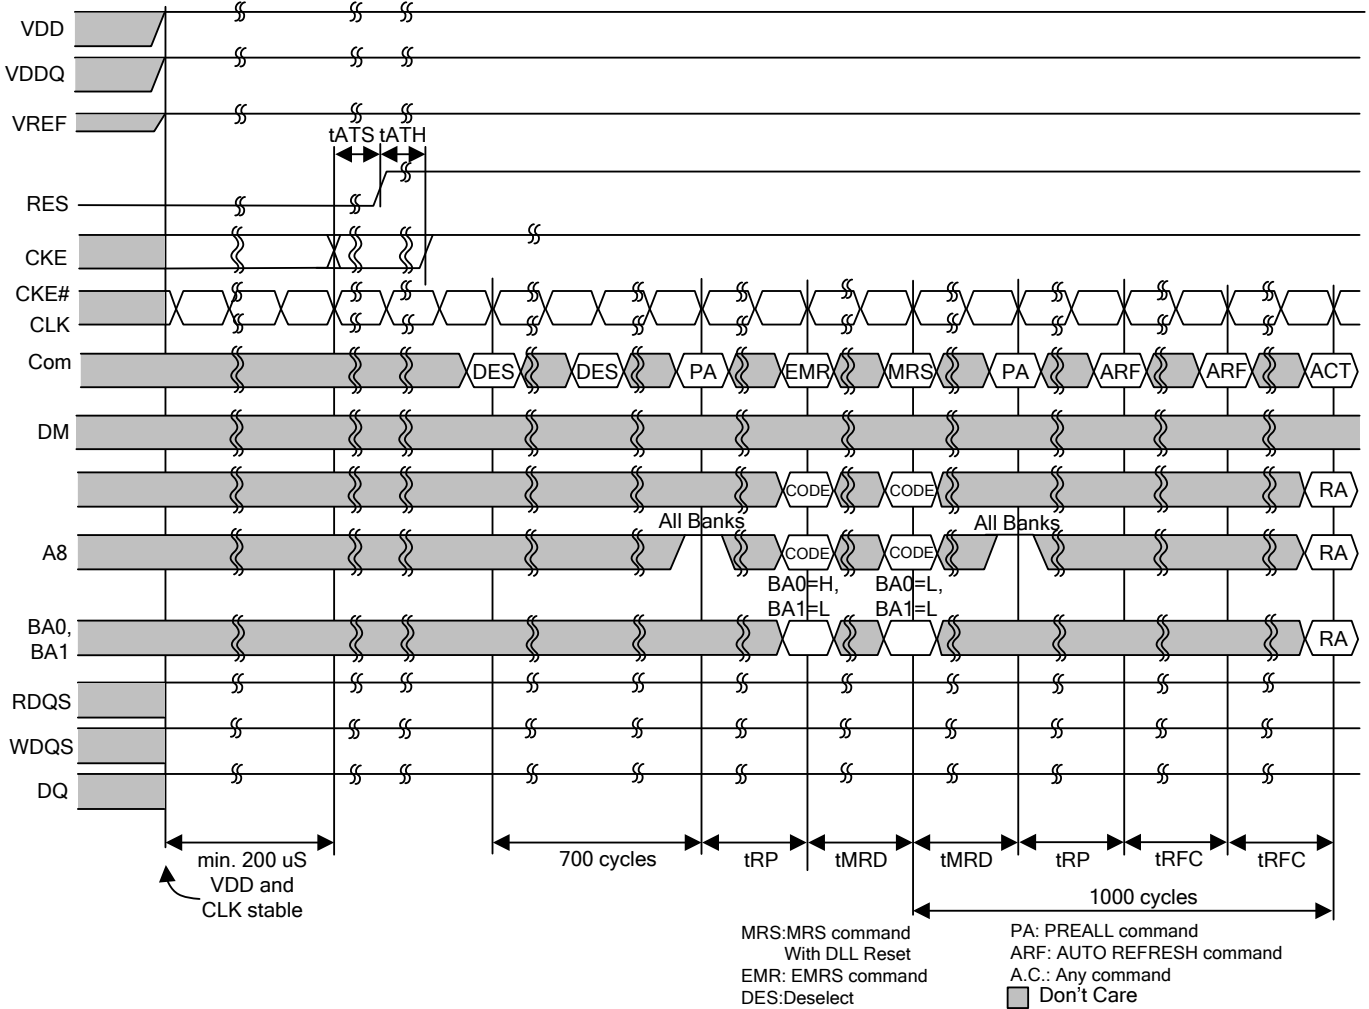 VDD
VDDQ
VREF
tATS tATH
RES
CKE
CKE#
CLK
Com DES DES PA EMR MRS PA ARF ARF ACT
DM
CODE CODE RA
All Banks All Banks
A8 CODE CODE RA
BA0=H, BA0=L,
BA1=L BA1=L
BA0,
BA1 RA
RDQS
WDQS
DQ
min. 200 uS 700 cycles tRP tMRD tMRD tRP tRFC tRFC
VDD and
CLK stable
1000 cycles
MRS:MRS command
With DLL Reset
EMR: EMRS command
DES:Deselect
PA: PREALL command
ARF: AUTO REFRESH command
A.C.: Any command
Don't Care